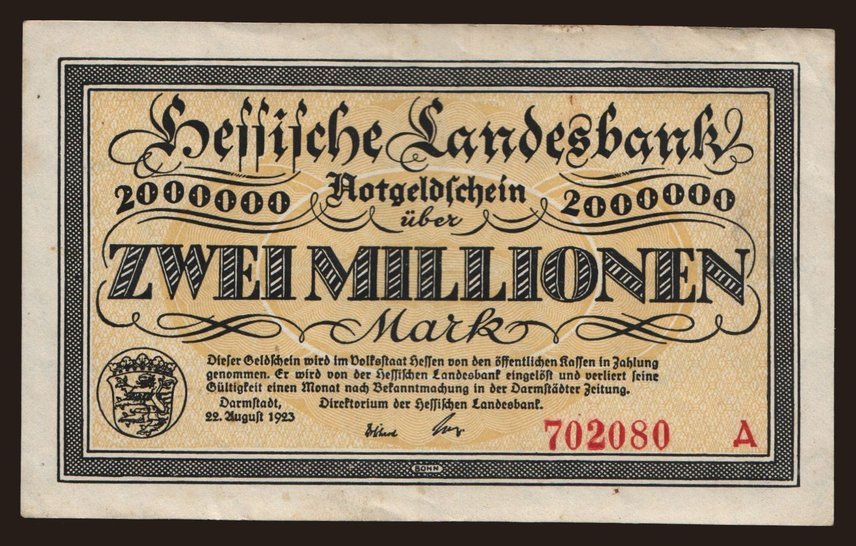 Hessische Landesbank
2000000 Notgeldschein 2000000
über
ZWEI MILLIONEN
Mark
Dieser Geldschein wird im Volksstaat Hessen von den öffentlichen Kassen in Zahlung
genommen. Er wird von der Hessischen Landesbank eingelöst und verliert seine
Gültigkeit einen Monat nach Bekanntmachung in der Darmstädter Zeitung.
Darmstadt, Direktorium der Hessischen Landesbank.
22. August 1923
702080 A